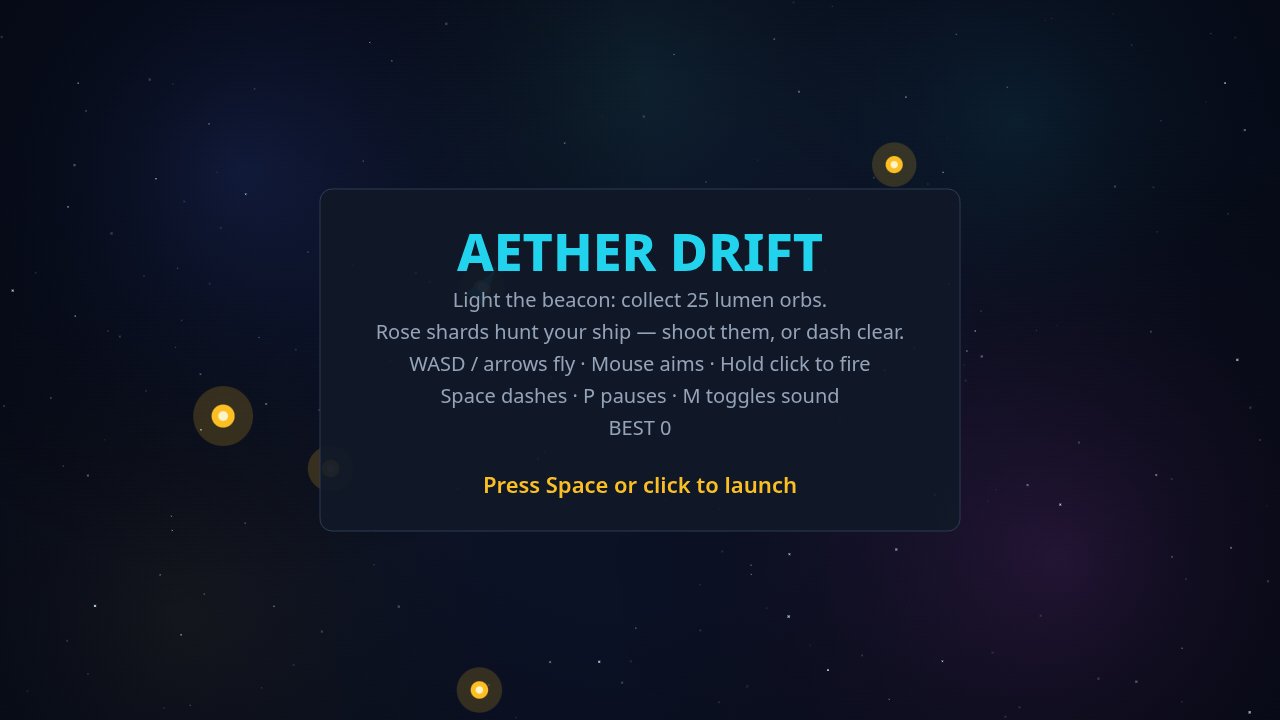 AETHER DRIFT
Light the beacon: collect 25 lumen orbs.
Rose shards hunt your ship — shoot them, or dash clear.
WASD / arrows fly · Mouse aims · Hold click to fire
Space dashes · P pauses · M toggles sound
BEST 0
Press Space or click to launch